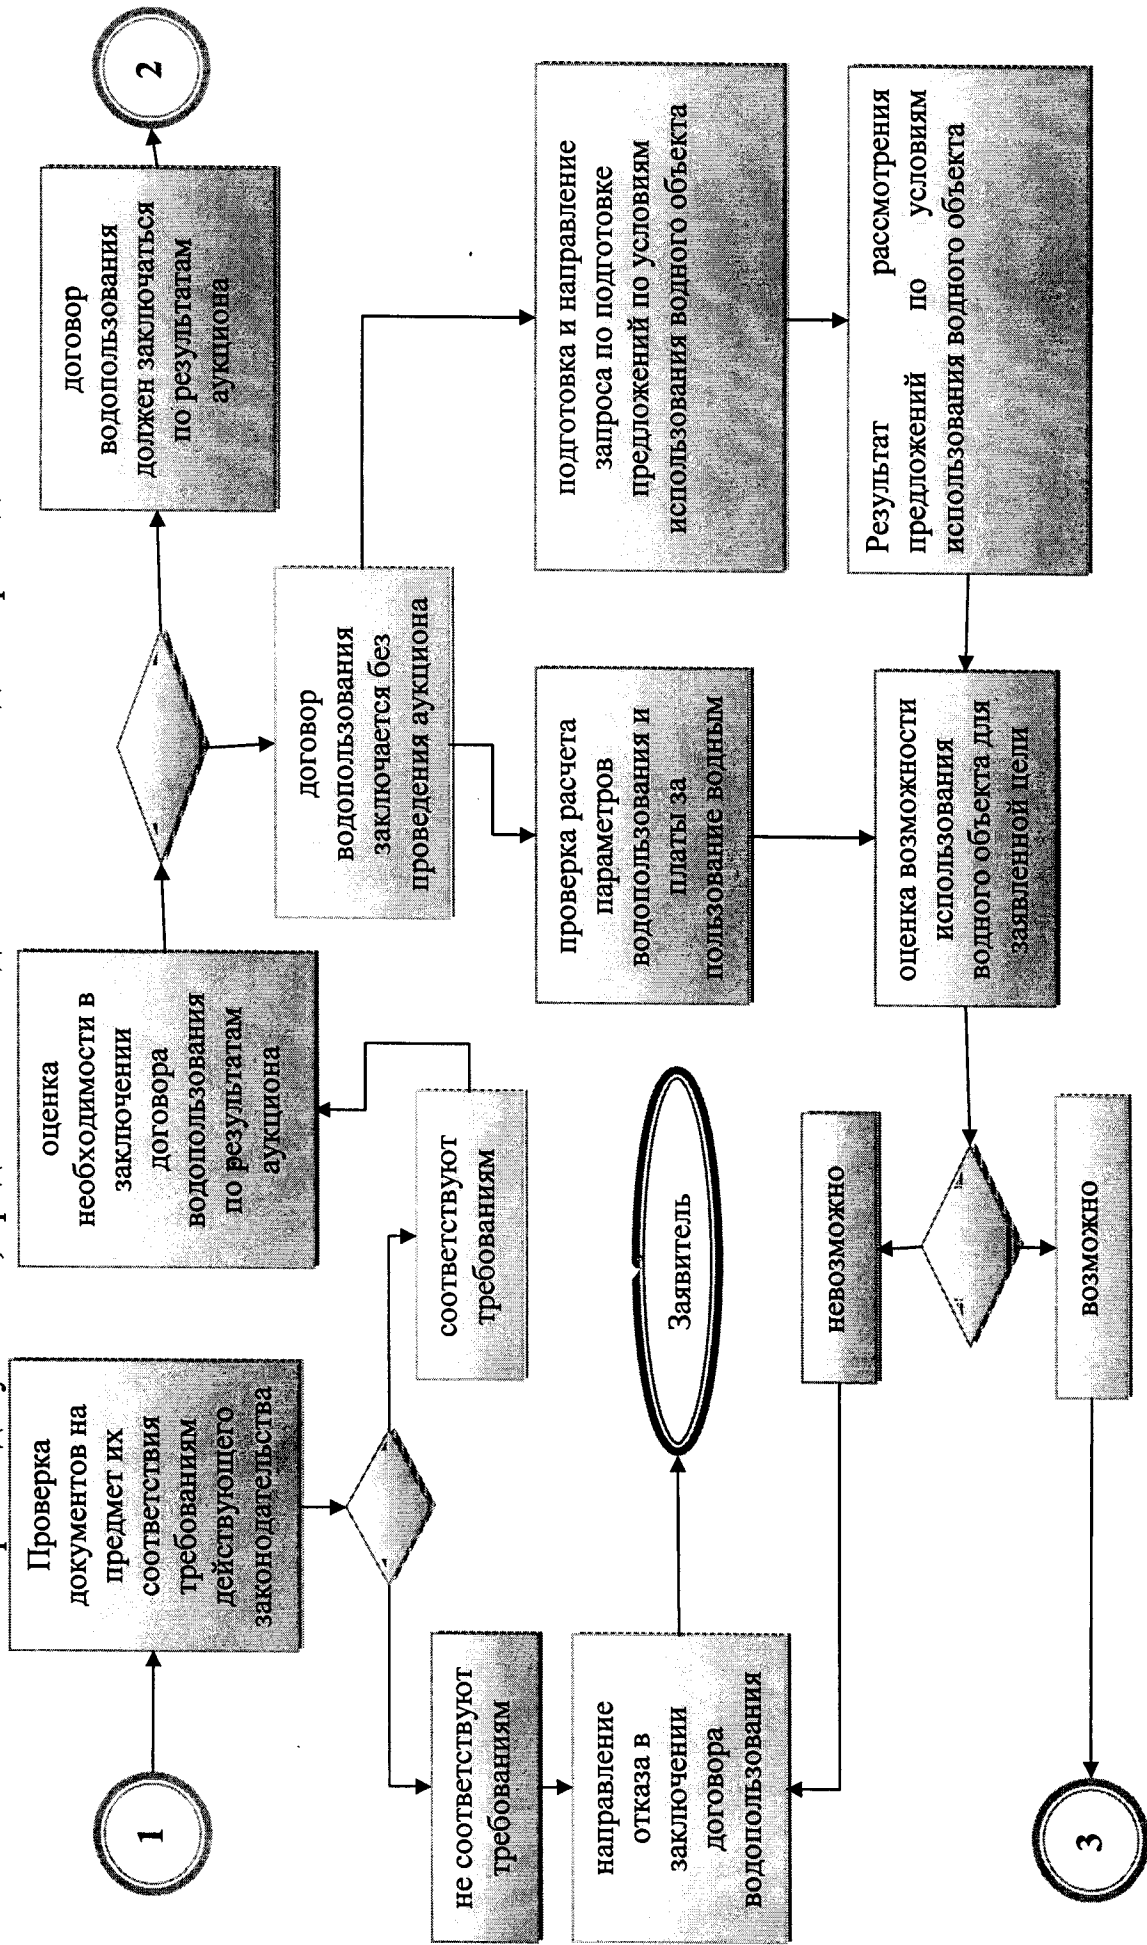 1
Проверка
документов на
предмет их
соответствия
требованиям
действующего
законодательства
оценка
необходимости в
заключении
договора
водопользования
по результатам
аукциона
договор
водопользования
должен заключаться
по результатам
аукциона
2
не соответствуют
требованиям
соответствуют
требованиям
договор
водопользования
заключается без
проведения аукциона
направление
отказа в
заключении
договора
водопользования
Заявитель
проверка расчета
параметров
водопользования и
платы за
пользование водным
подготовка и направление
запроса по подготовке
предложений по условиям
использования водного объекта
невозможно
оценка возможности
использования
водного объекта для
заявленной цели
Результат рассмотрения
предложений по условиям
использования водного объекта
3
возможно